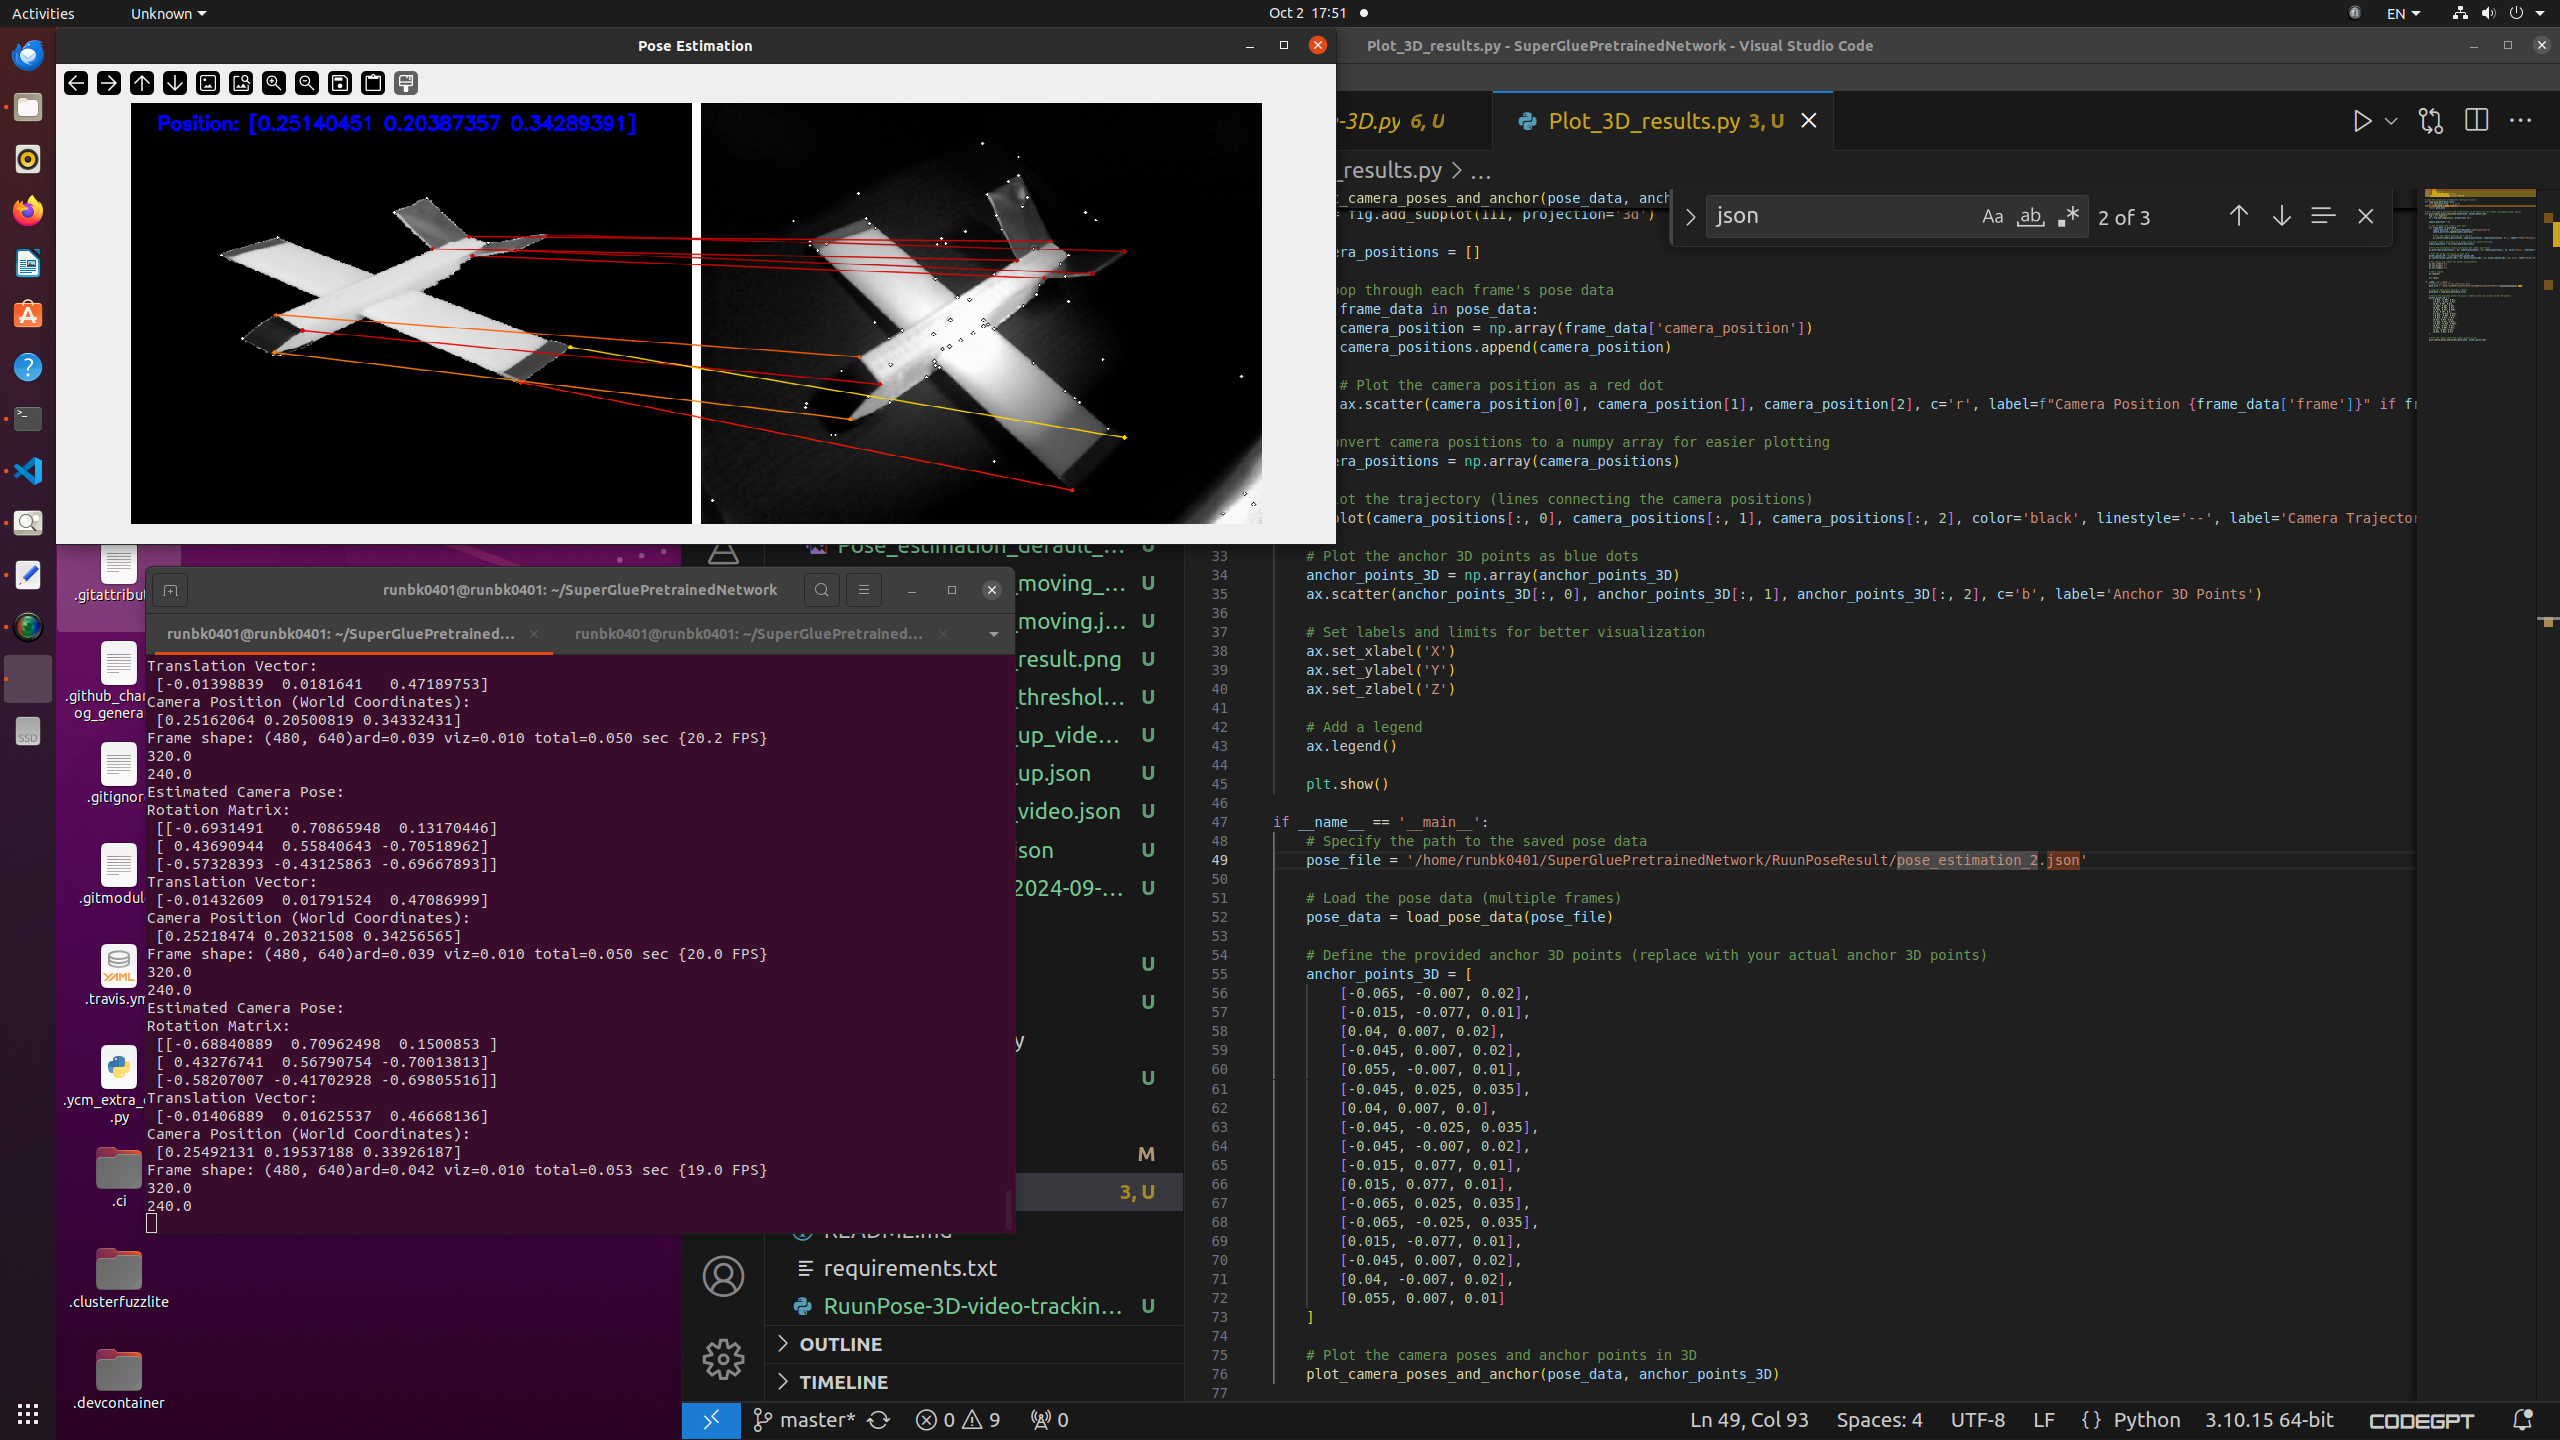 Activities
Unknown
Oct 2 17:51
EN
Pose Estimation
Plot_3D_results.py - SuperGluePretrainedNetwork - Visual Studio Code
Position: [0.25140451 0.20387357 0.34289391]
-3D.py 6, U
Plot_3D_results.py 3, U
_results.py > ...
json
Aa
ab
2 of 3
t_camera_poses_and_anchor(pose_data, anch
= fig.add_subplot(111, projection='3d')
era_positions = []
oop through each frame's pose data
frame_data in pose_data:
camera_position = np.array(frame_data['camera_position'])
camera_positions.append(camera_position)
# Plot the camera position as a red dot
ax.scatter(camera_position[0], camera_position[1], camera_position[2], c='r', label=f"Camera Position {frame_data['frame']}" if fr
onvert camera positions to a numpy array for easier plotting
era_positions = np.array(camera_positions)
lot the trajectory (lines connecting the camera positions)
plot(camera_positions[:, 0], camera_positions[:, 1], camera_positions[:, 2], color='black', linestyle='--', label='Camera Trajector
33 # Plot the anchor 3D points as blue dots
34 anchor_points_3D = np.array(anchor_points_3D)
35 ax.scatter(anchor_points_3D[:, 0], anchor_points_3D[:, 1], anchor_points_3D[:, 2], c='b', label='Anchor 3D Points')
36
37 # Set labels and limits for better visualization
38 ax.set_xlabel('X')
39 ax.set_ylabel('Y')
40 ax.set_zlabel('Z')
41
42 # Add a legend
43 ax.legend()
44
45 plt.show()
46
47 if __name__ == '__main__':
48 # Specify the path to the saved pose data
49 pose_file = '/home/runbk0401/SuperGluePretrainedNetwork/RuunPoseResult/pose_estimation_2.json'
50
51 # Load the pose data (multiple frames)
52 pose_data = load_pose_data(pose_file)
53
54 # Define the provided anchor 3D points (replace with your actual anchor 3D points)
55 anchor_points_3D = [
56 [-0.065, -0.007, 0.02],
57 [-0.015, -0.077, 0.01],
58 [0.04, 0.007, 0.02],
59 [-0.045, 0.007, 0.02],
60 [0.055, -0.007, 0.01],
61 [-0.045, 0.025, 0.035],
62 [0.04, 0.007, 0.0],
63 [-0.045, -0.025, 0.035],
64 [-0.045, -0.007, 0.02],
65 [-0.015, 0.077, 0.01],
66 [0.015, 0.077, 0.01],
67 [-0.065, 0.025, 0.035],
68 [-0.065, -0.025, 0.035],
69 [0.015, -0.077, 0.01],
70 [-0.045, 0.007, 0.02],
71 [0.04, -0.007, 0.02],
72 [0.055, 0.007, 0.01]
73 ]
74
75 # Plot the camera poses and anchor points in 3D
76 plot_camera_poses_and_anchor(pose_data, anchor_points_3D)
77
Pose_estimation_default_... U
_moving_... U
_moving.j... U
_result.png U
_threshol... U
_up_vide... U
_up.json U
_video.json U
json U
2024-09-... U
U
U
y
U
M
3, U
README.md
requirements.txt
RuunPose-3D-video-trackin... U
OUTLINE
TIMELINE
runbk0401@runbk0401: ~/SuperGluePretrainedNetwork
runbk0401@runbk0401: ~/SuperGluePretrained...
runbk0401@runbk0401: ~/SuperGluePretrained...
Translation Vector:
[-0.01398839 0.0181641 0.47189753]
Camera Position (World Coordinates):
[0.25162064 0.20500819 0.34332431]
Frame shape: (480, 640)ard=0.039 viz=0.010 total=0.050 sec {20.2 FPS}
320.0
240.0
Estimated Camera Pose:
Rotation Matrix:
[[-0.6931491 0.70865948 0.13170446]
[ 0.43690944 0.55840643 -0.70518962]
[-0.57328393 -0.43125863 -0.69667893]]
Translation Vector:
[-0.01432609 0.01791524 0.47086999]
Camera Position (World Coordinates):
[0.25218474 0.20321508 0.34256565]
Frame shape: (480, 640)ard=0.039 viz=0.010 total=0.050 sec {20.0 FPS}
320.0
240.0
Estimated Camera Pose:
Rotation Matrix:
[[-0.68840889 0.70962498 0.1500853 ]
[ 0.43276741 0.56790754 -0.70013813]
[-0.58207007 -0.41702928 -0.69805516]]
Translation Vector:
[-0.01406889 0.01625537 0.46668136]
Camera Position (World Coordinates):
[0.25492131 0.19537188 0.33926187]
Frame shape: (480, 640)ard=0.042 viz=0.010 total=0.053 sec {19.0 FPS}
320.0
240.0
.gitattribu
.github_chan
og_genera
.gitignor
.gitmodul
YAML
.travis.ym
.ycm_extra_c
.py
.ci
.clusterfuzzlite
.devcontainer
SSD
master*
0
9
0
Ln 49, Col 93
Spaces: 4
UTF-8
LF
{ } Python
3.10.15 64-bit
CODEGPT